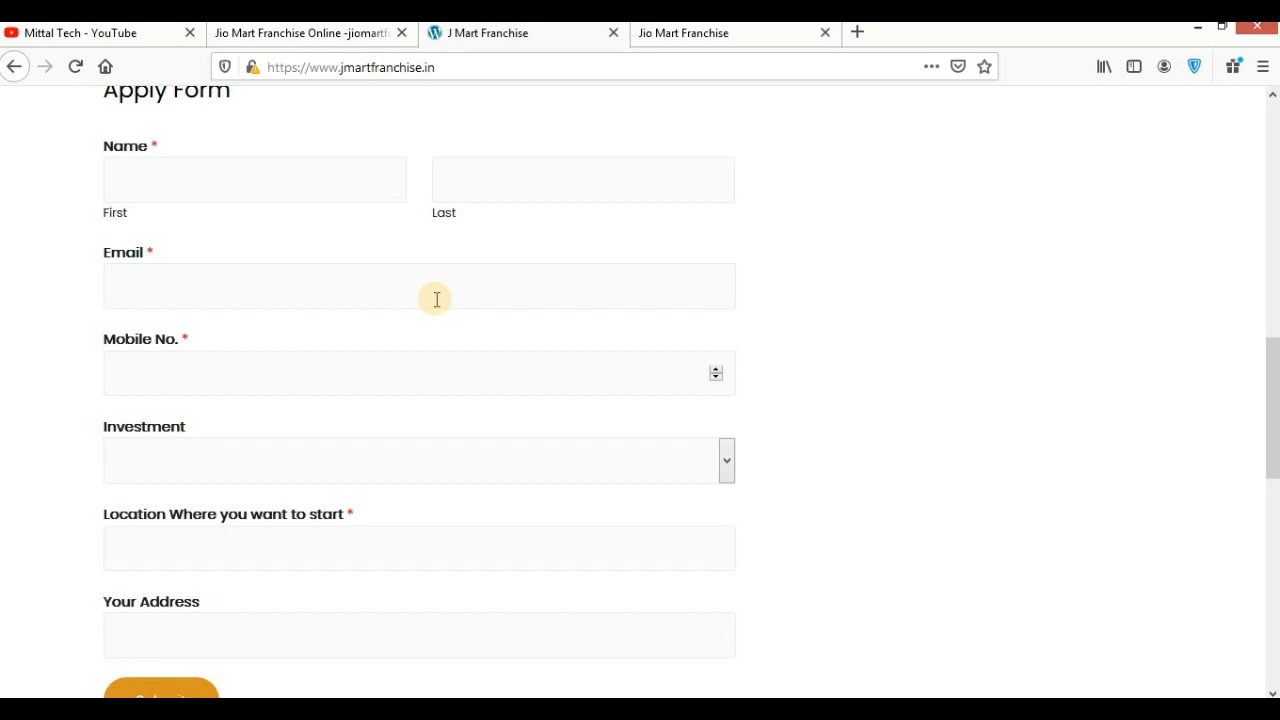 Mittal Tech - YouTube
Jio Mart Franchise Online -jiomartf
J Mart Franchise
Jio Mart Franchise
https://www.jmartfranchise.in
Apply Form
Name *
First
Last
Email *
Mobile No. *
Investment
Location Where you want to start *
Your Address